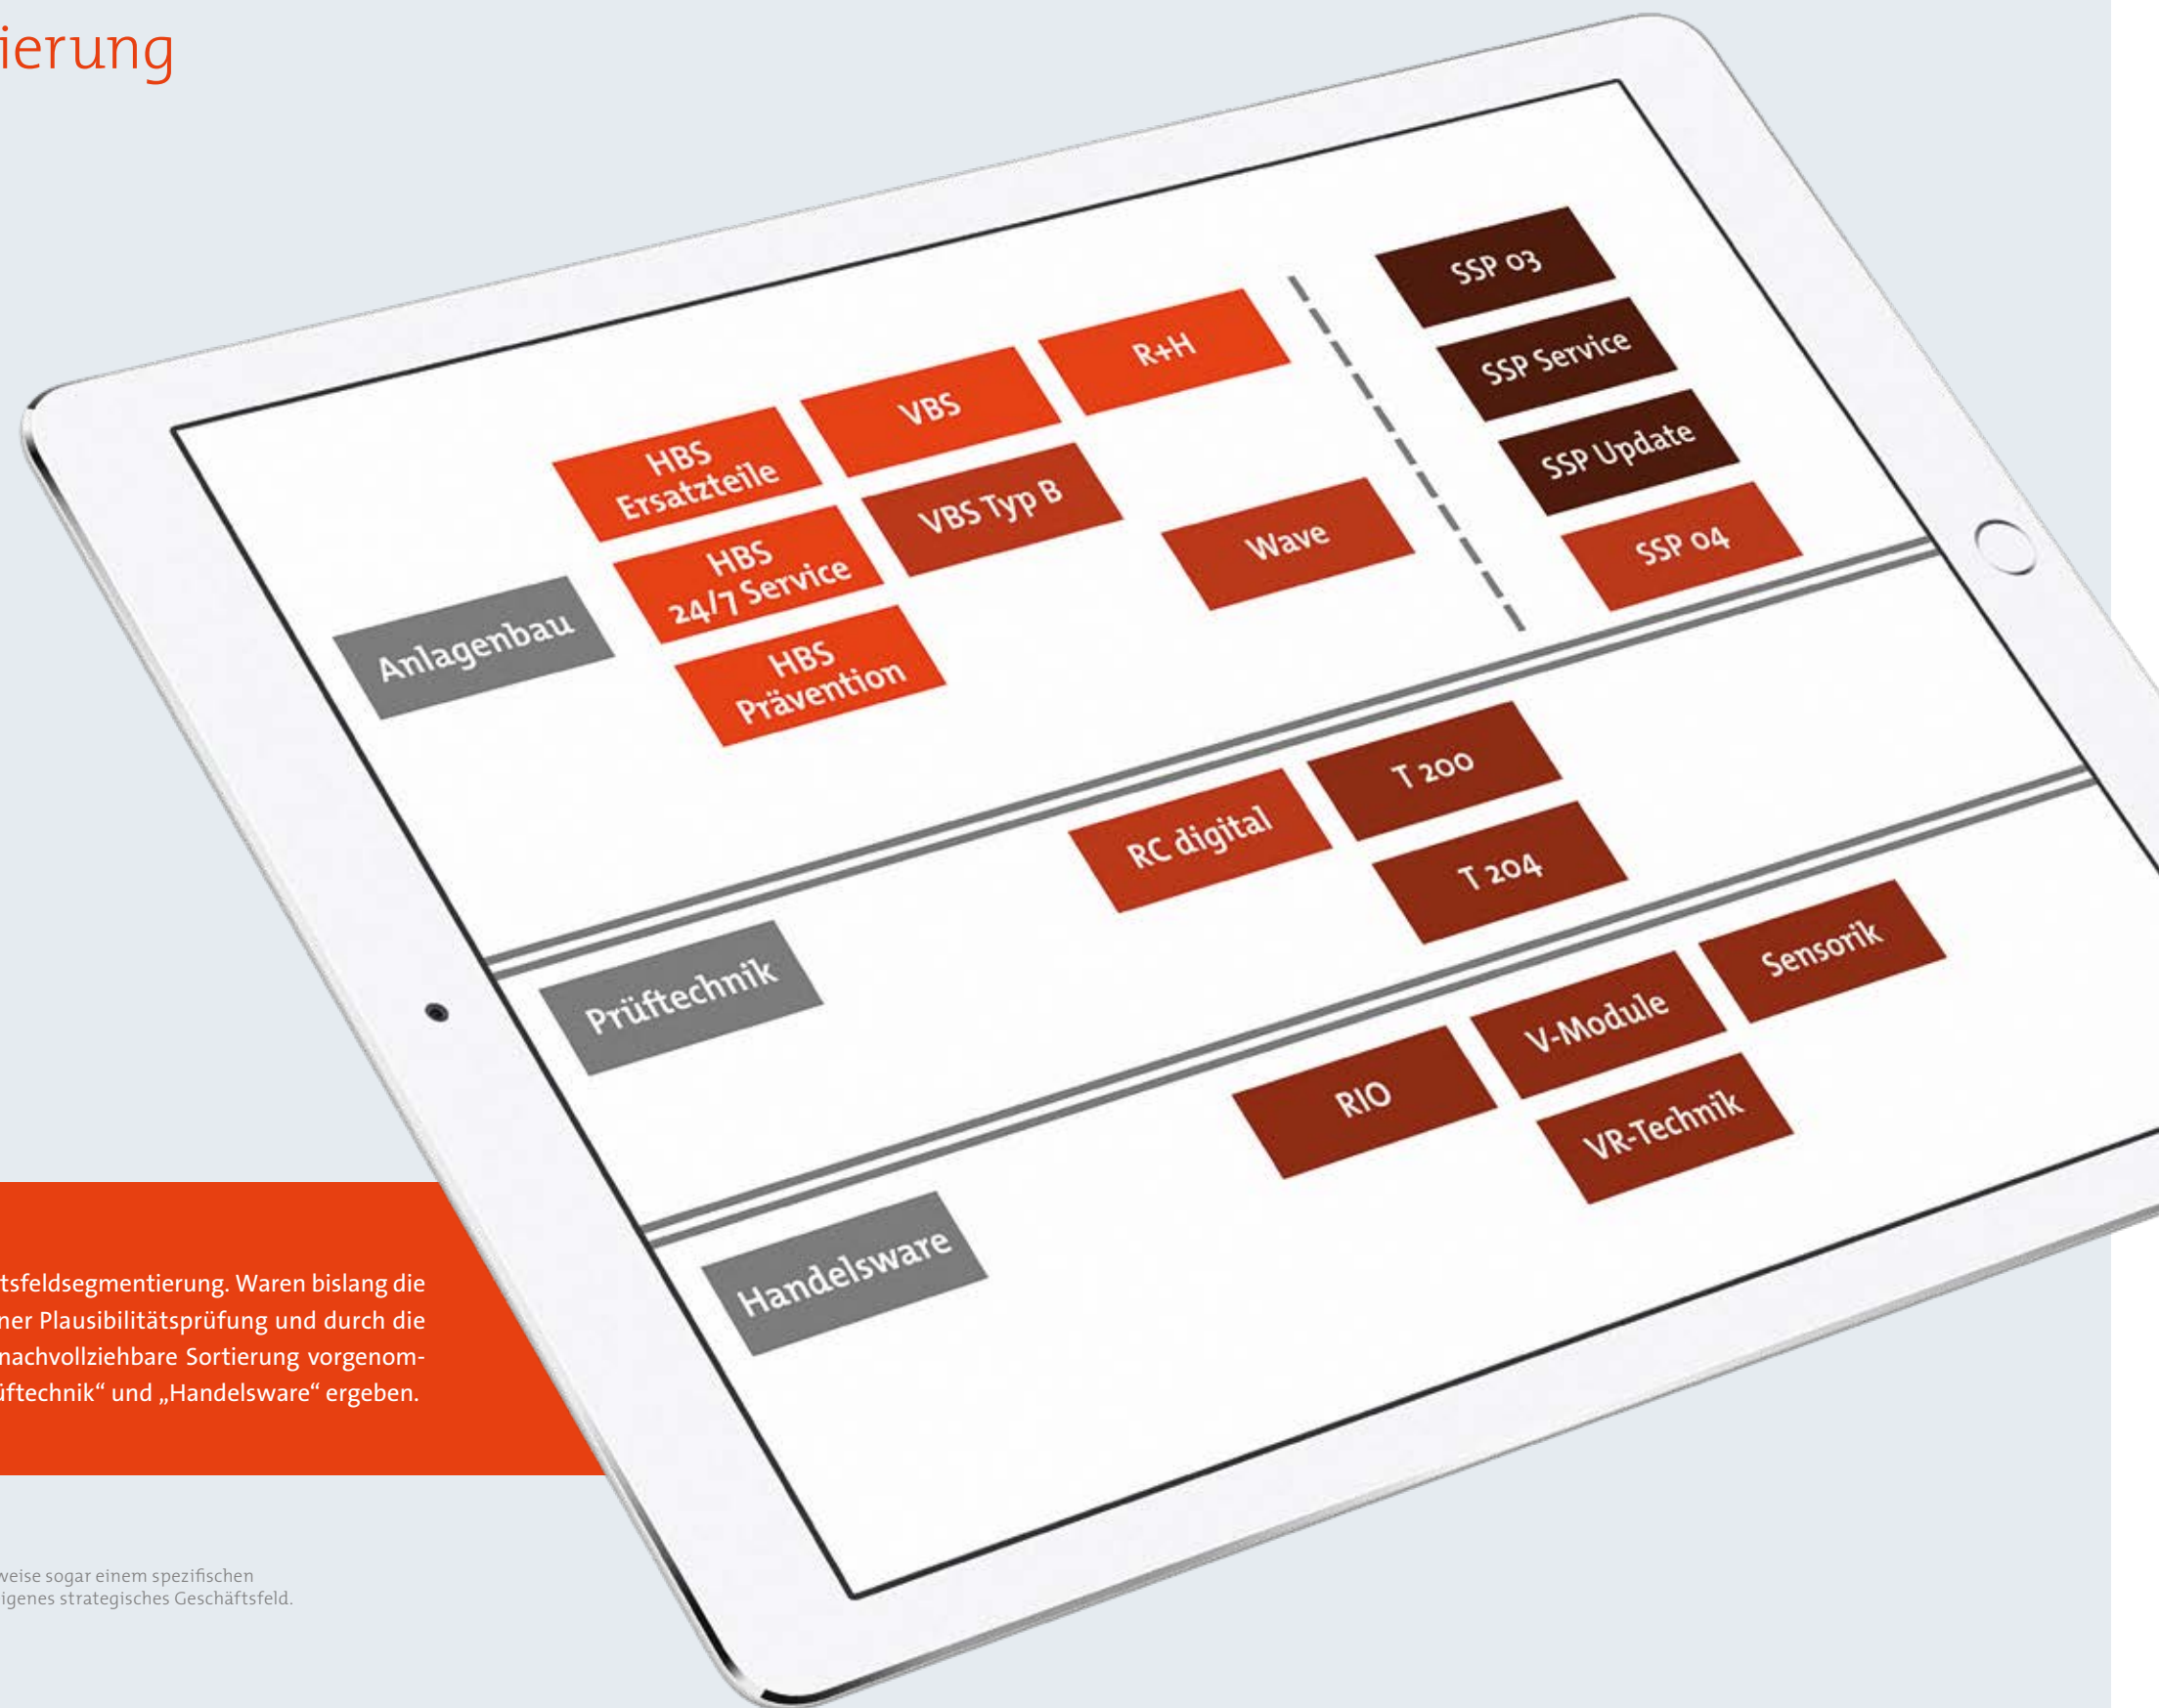 ierung
SSP 03
SSP Service
SSP Update
SSP 04
R+H
VBS
VBS Typ B
Wave
HBS
Ersatzteile
HBS
24/7 Service
HBS
Prävention
Anlagenbau
RC digital
T 200
T 204
Prüftechnik
Sensorik
V-Module
VR-Technik
RIO
Handelsware
tsfeldsegmentierung. Waren bislang die
ner Plausibilitätsprüfung und durch die
nachvollziehbare Sortierung vorgenom-
üftechnik“ und „Handelsware“ ergeben.
weise sogar einem spezifischen
igenes strategisches Geschäftsfeld.